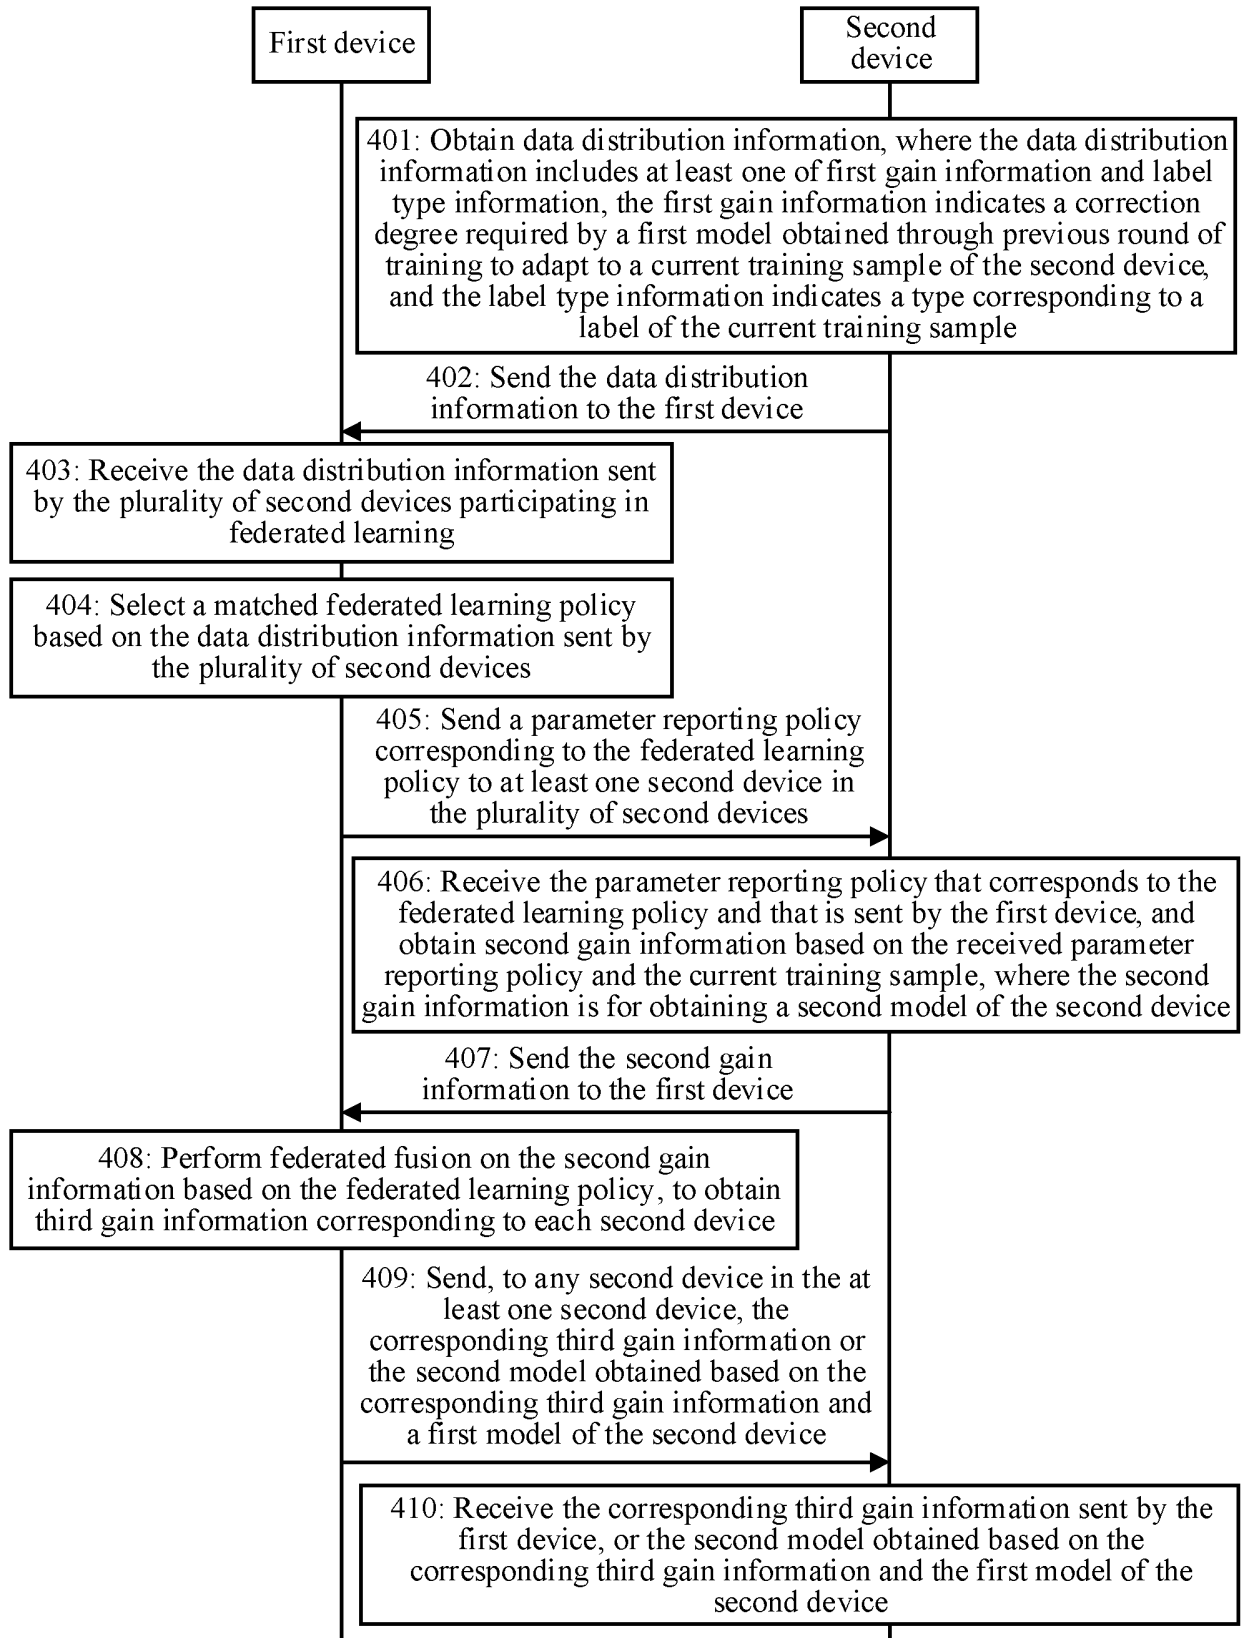 First device
Second
device
401: Obtain data distribution information, where the data distribution
information includes at least one of first gain information and label
type information, the first gain information indicates a correction
degree required by a first model obtained through previous round of
training to adapt to a current training sample of the second device,
and the label type information indicates a type corresponding to a
label of the current training sample
402: Send the data distribution
information to the first device
403: Receive the data distribution information sent
by the plurality of second devices participating in
federated learning
404: Select a matched federated learning policy
based on the data distribution information sent by
the plurality of second devices
405: Send a parameter reporting policy
corresponding to the federated learning
policy to at least one second device in
the plurality of second devices
406: Receive the parameter reporting policy that corresponds to the
federated learning policy and that is sent by the first device, and
obtain second gain information based on the received parameter
reporting policy and the current training sample, where the second
gain information is for obtaining a second model of the second device
407: Send the second gain
information to the first device
408: Perform federated fusion on the second gain
information based on the federated learning policy, to obtain
third gain information corresponding to each second device
409: Send, to any second device in the at
least one second device, the
corresponding third gain information or
the second model obtained based on the
corresponding third gain information and
a first model of the second device
410: Receive the corresponding third gain information sent by the
first device, or the second model obtained based on the
corresponding third gain information and the first model of the
second device